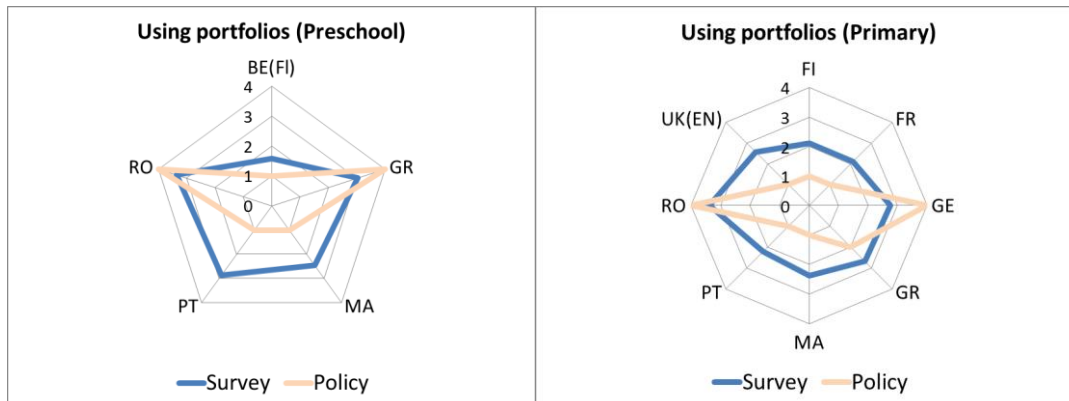 Using portfolios (Preschool)
BE(Fl)
4
3
2
1
0
RO
GR
PT
MA
Survey
Policy
Using portfolios (Primary)
FI
4
3
2
1
0
UK(EN)
FR
RO
GE
PT
GR
MA
Survey
Policy